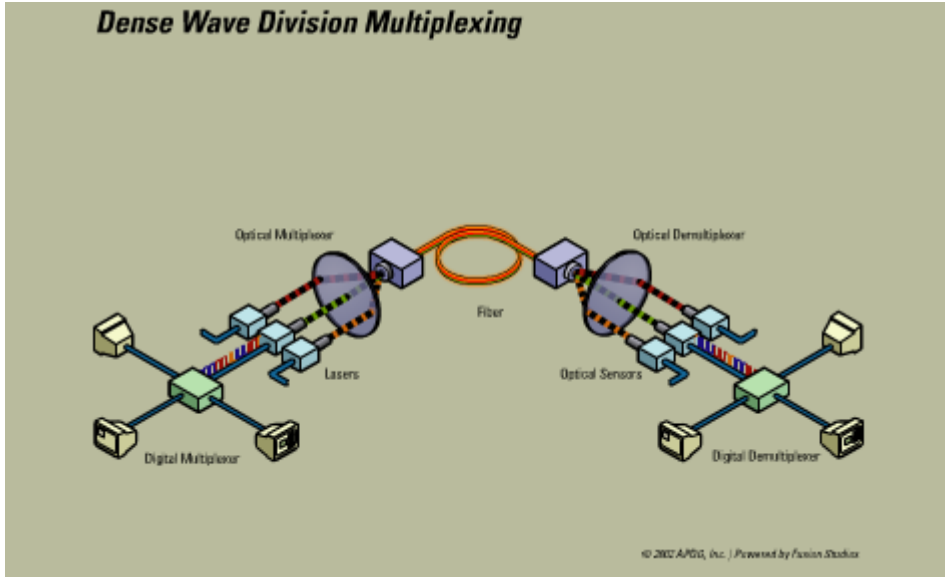 Dense Wave Division Multiplexing
Optical Multiplexer
Optical Demultiplexer
Fiber
Lasers
Optical Sensors
Digital Multiplexer
Digital Demultiplexer
© 2002 APDG, Inc. | Powered by Fusion Studios